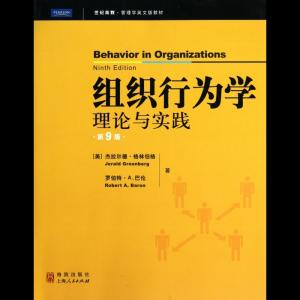 PEARSON
世纪高教·管理学英文版教材
Behavior in Organizations
Ninth Edition
组织行为学
理论与实践
·第9版·
[美] 杰拉尔德·格林伯格
Jerald Greenberg
罗伯特·A.巴伦
Robert A. Baron
著
格致出版社
上海人民出版社